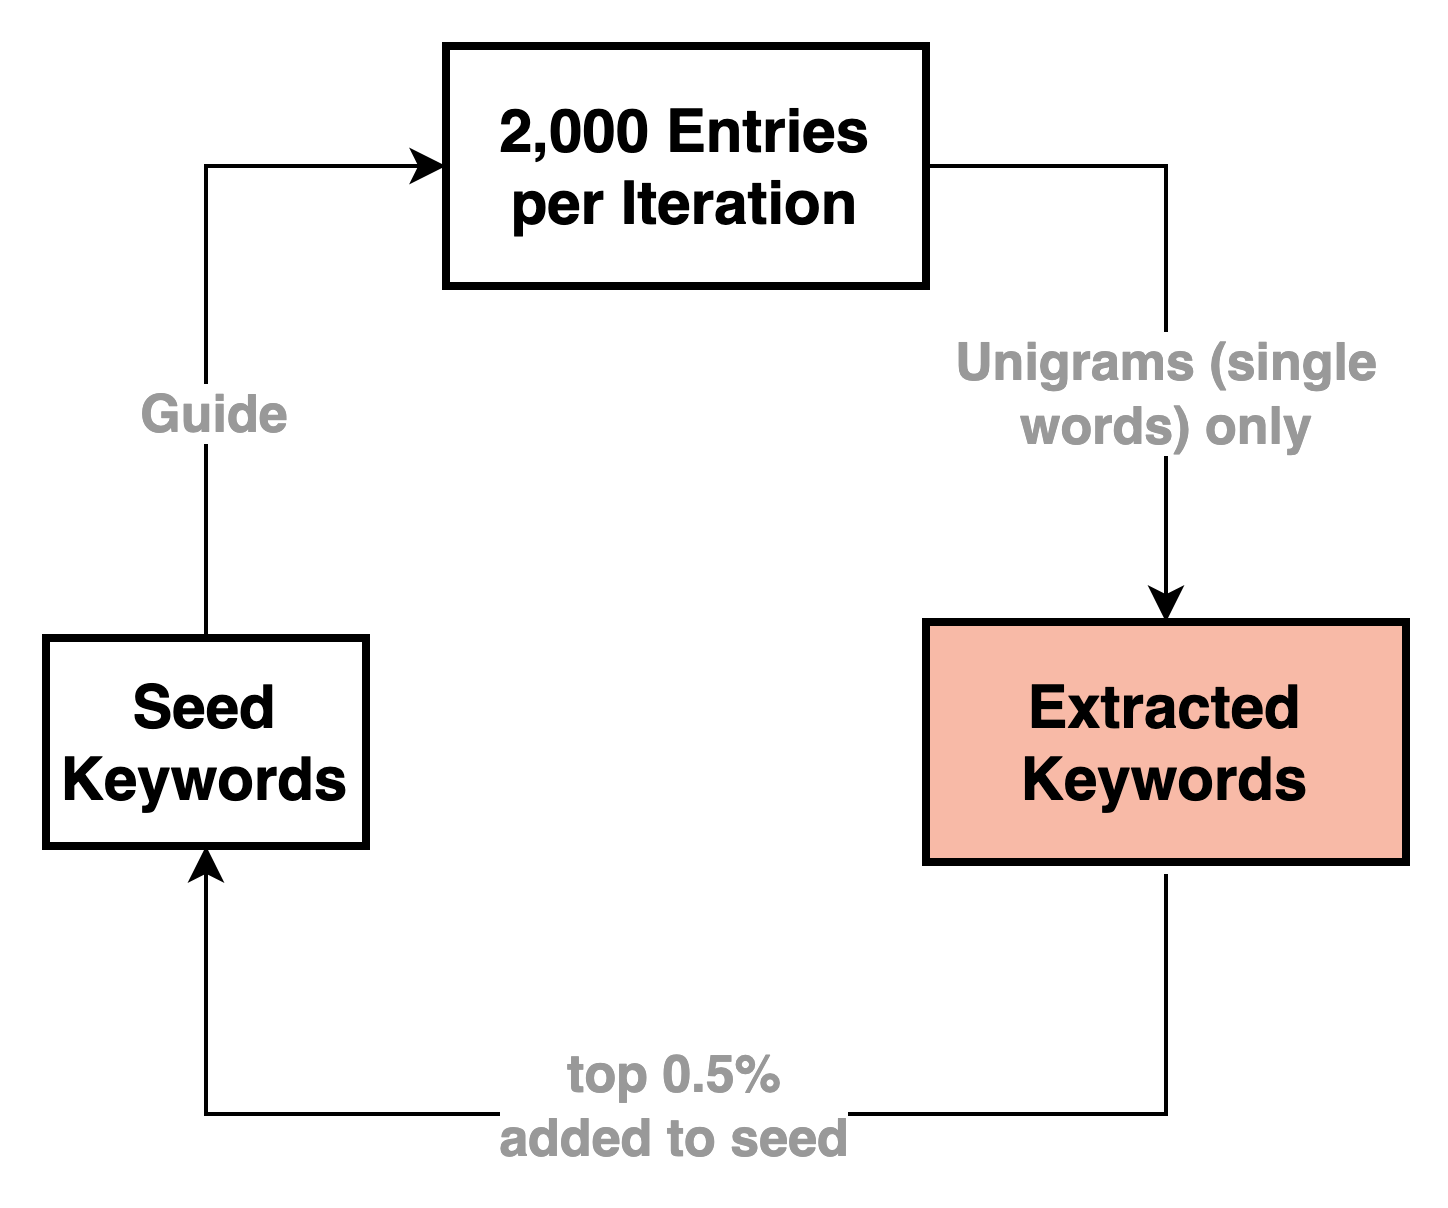 2,000 Entries
per Iteration
Unigrams (single
words) only
Guide
Seed
Keywords
Extracted
Keywords
top 0.5%
added to seed